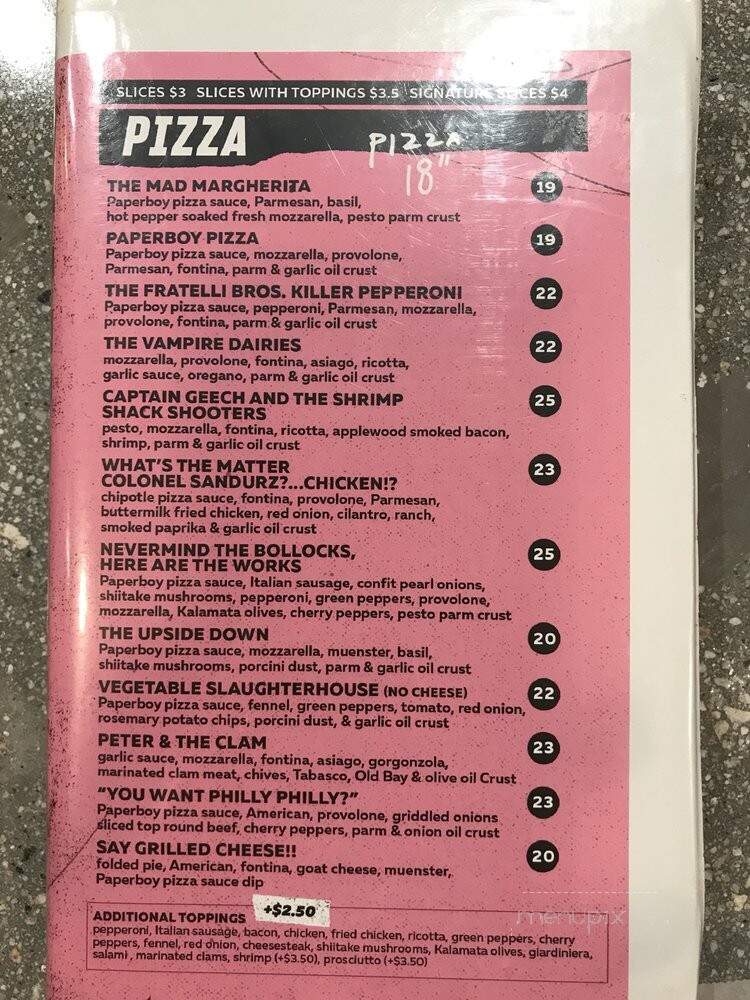 SLICES $3 SLICES WITH TOPPINGS $3.5 SIGNATURE SLICES $4
PIZZA
PIZZA
18"
THE MAD MARGHERITA 19
Paperboy pizza sauce, Parmesan, basil,
hot pepper soaked fresh mozzarella, pesto parm crust
PAPERBOY PIZZA 19
Paperboy pizza sauce, mozzarella, provolone,
Parmesan, fontina, parm & garlic oil crust
THE FRATELLI BROS. KILLER PEPPERONI 22
Paperboy pizza sauce, pepperoni, Parmesan, mozzarella,
provolone, fontina, parm & garlic oil crust
THE VAMPIRE DAIRIES 22
mozzarella, provolone, fontina, asiago, ricotta,
garlic sauce, oregano, parm & garlic oil crust
CAPTAIN GEECH AND THE SHRIMP 25
SHACK SHOOTERS
pesto, mozzarella, fontina, ricotta, applewood smoked bacon,
shrimp, parm & garlic oil crust
WHAT'S THE MATTER 23
COLONEL SANDURZ?...CHICKEN!?
chipotle pizza sauce, fontina, provolone, Parmesan,
buttermilk fried chicken, red onion, cilantro, ranch,
smoked paprika & garlic oil crust
NEVERMIND THE BOLLOCKS, 25
HERE ARE THE WORKS
Paperboy pizza sauce, Italian sausage, confit pearl onions,
shiitake mushrooms, pepperoni, green peppers, provolone,
mozzarella, Kalamata olives, cherry peppers, pesto parm crust
THE UPSIDE DOWN 20
Paperboy pizza sauce, mozzarella, muenster, basil,
shiitake mushrooms, porcini dust, parm & garlic oil crust
VEGETABLE SLAUGHTERHOUSE (NO CHEESE) 22
Paperboy pizza sauce, fennel, green peppers, tomato, red onion,
rosemary potato chips, porcini dust, & garlic oil crust
PETER & THE CLAM 23
garlic sauce, mozzarella, fontina, asiago, gorgonzola,
marinated clam meat, chives, Tabasco, Old Bay & olive oil Crust
"YOU WANT PHILLY PHILLY?" 23
Paperboy pizza sauce, American, provolone, griddled onions
sliced top round beef, cherry peppers, parm & onion oil crust
SAY GRILLED CHEESE!! 20
folded pie, American, fontina, goat cheese, muenster,
Paperboy pizza sauce dip
ADDITIONAL TOPPINGS +$2.50
pepperoni, Italian sausage, bacon, chicken, fried chicken, ricotta, green peppers, cherry
peppers, fennel, red onion, cheesesteak, shiitake mushrooms, Kalamata olives, giardiniera,
salami, marinated clams, shrimp (+$3.50), prosciutto (+$3.50)
menupix